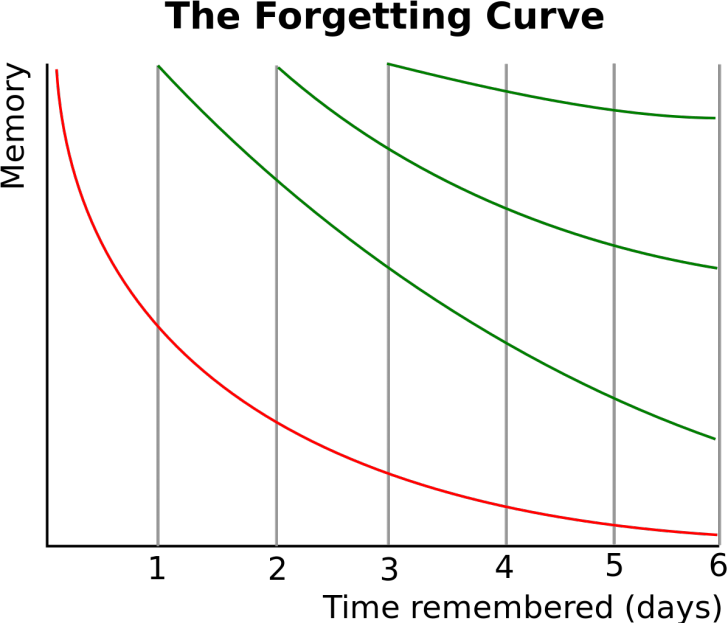 The Forgetting Curve
Memory
1 2 3 4 5 6
Time remembered (days)